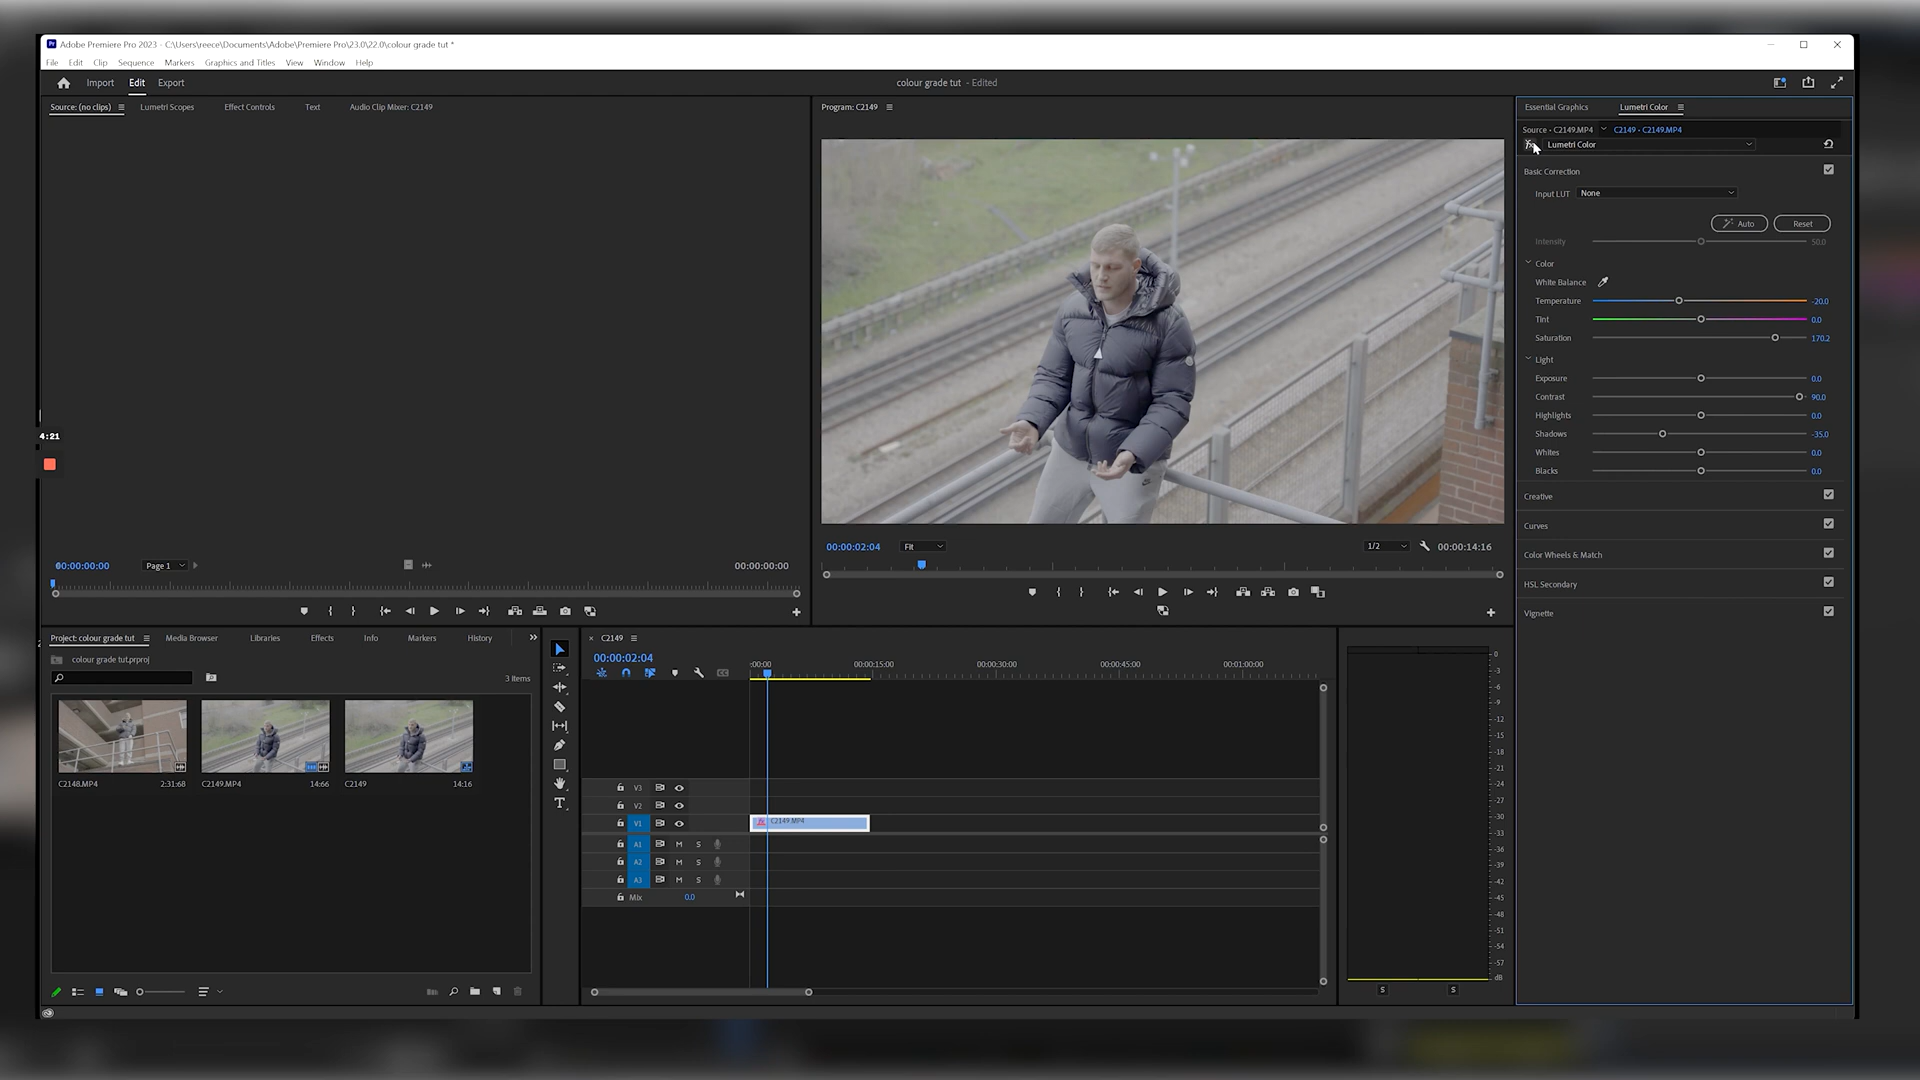 Adobe Premiere Pro 2023 - C:\Users\reece\Documents\Adobe\Premiere Pro\23.0\22.0\colour grade tut *
File Edit Clip Sequence Markers Graphics and Titles View Window Help
Import Edit Export
colour grade tut - Edited
Source: (no clips) Lumetri Scopes Effect Controls Text Audio Clip Mixer: C2149
Program: C2149
Essential Graphics Lumetri Color
Source • C2149.MP4 C2149 • C2149.MP4
fx Lumetri Color
Basic Correction
Input LUT None
Auto Reset
Intensity 50.0
Color
White Balance
Temperature -20.0
Tint 0.0
Saturation 170.2
Light
Exposure 0.0
Contrast 90.0
Highlights 0.0
Shadows -35.0
Whites 0.0
Blacks 0.0
Creative
Curves
Color Wheels & Match
HSL Secondary
Vignette
4:21
00:00:00:00 Page 1 00:00:00:00
00:00:02:04 Fit 1/2 00:00:14:16
Project: colour grade tut Media Browser Libraries Effects Info Markers History
colour grade tut.prproj
3 Items
C2148.MP4 2:31:68
C2149.MP4 14:66
C2149 14:16
× C2149
00:00:02:04
:00:00 00:00:15:00 00:00:30:00 00:00:45:00 00:01:00:00
V3
V2
V1 fx C2149.MP4
A1 M S
A2 M S
A3 M S
Mix 0.0
0
-3
-6
-9
-12
-15
-18
-21
-24
-27
-30
-33
-36
-39
-42
-45
-48
-51
-54
-57
dB
S S